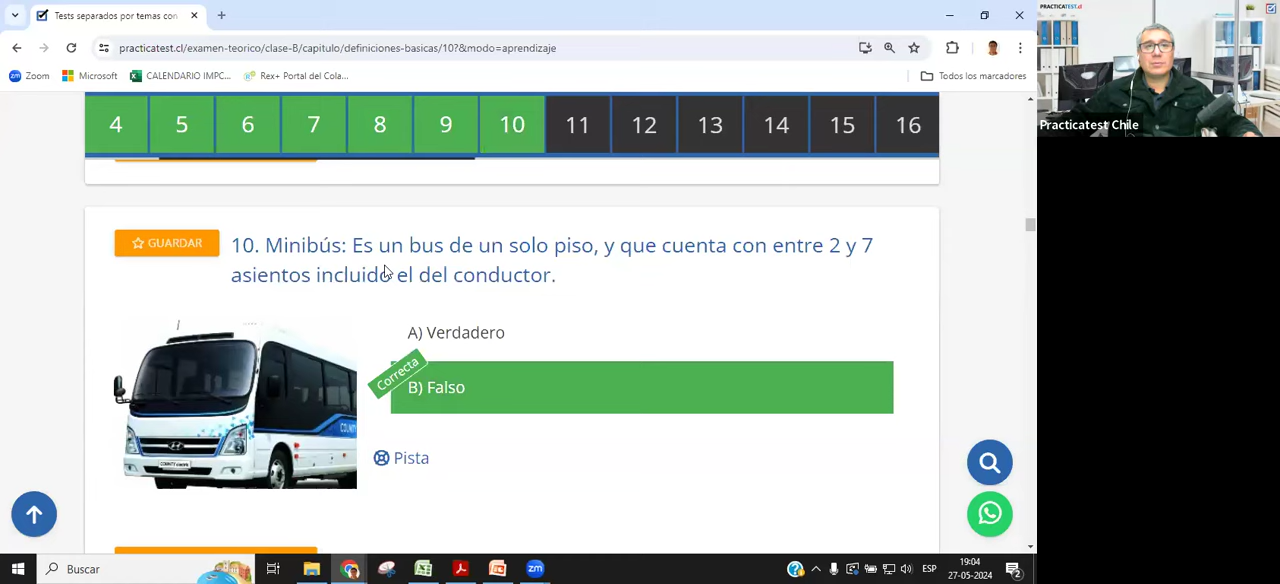 Tests separados por temas con
practicatest.cl/examen-teorico/clase-B/capitulo/definiciones-basicas/10?&modo=aprendizaje
Zoom
Microsoft
CALENDARIO IMPC...
Rex+ Portal del Cola...
Todos los marcadores
PRACTICATEST.cl
Practicatest Chile
4 5 6 7 8 9 10 11 12 13 14 15 16
GUARDAR
10. Minibús: Es un bus de un solo piso, y que cuenta con entre 2 y 7
asientos incluido el del conductor.
A) Verdadero
Correcta
B) Falso
Pista
Buscar
ESP
19:04
27-05-2024